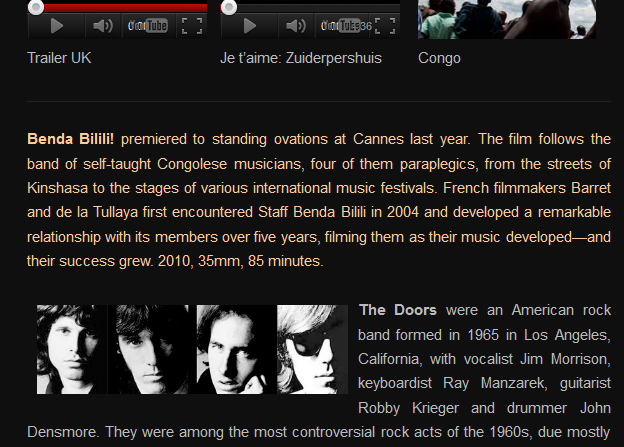 YouTube
YouTube
36
Trailer UK
Je t'aime: Zuiderpershuis
Congo
Benda Bilili! premiered to standing ovations at Cannes last year. The film follows the
band of self-taught Congolese musicians, four of them paraplegics, from the streets of
Kinshasa to the stages of various international music festivals. French filmmakers Barret
and de la Tullaya first encountered Staff Benda Bilili in 2004 and developed a remarkable
relationship with its members over five years, filming them as their music developed—and
their success grew. 2010, 35mm, 85 minutes.
The Doors were an American rock
band formed in 1965 in Los Angeles,
California, with vocalist Jim Morrison,
keyboardist Ray Manzarek, guitarist
Robby Krieger and drummer John
Densmore. They were among the most controversial rock acts of the 1960s, due mostly